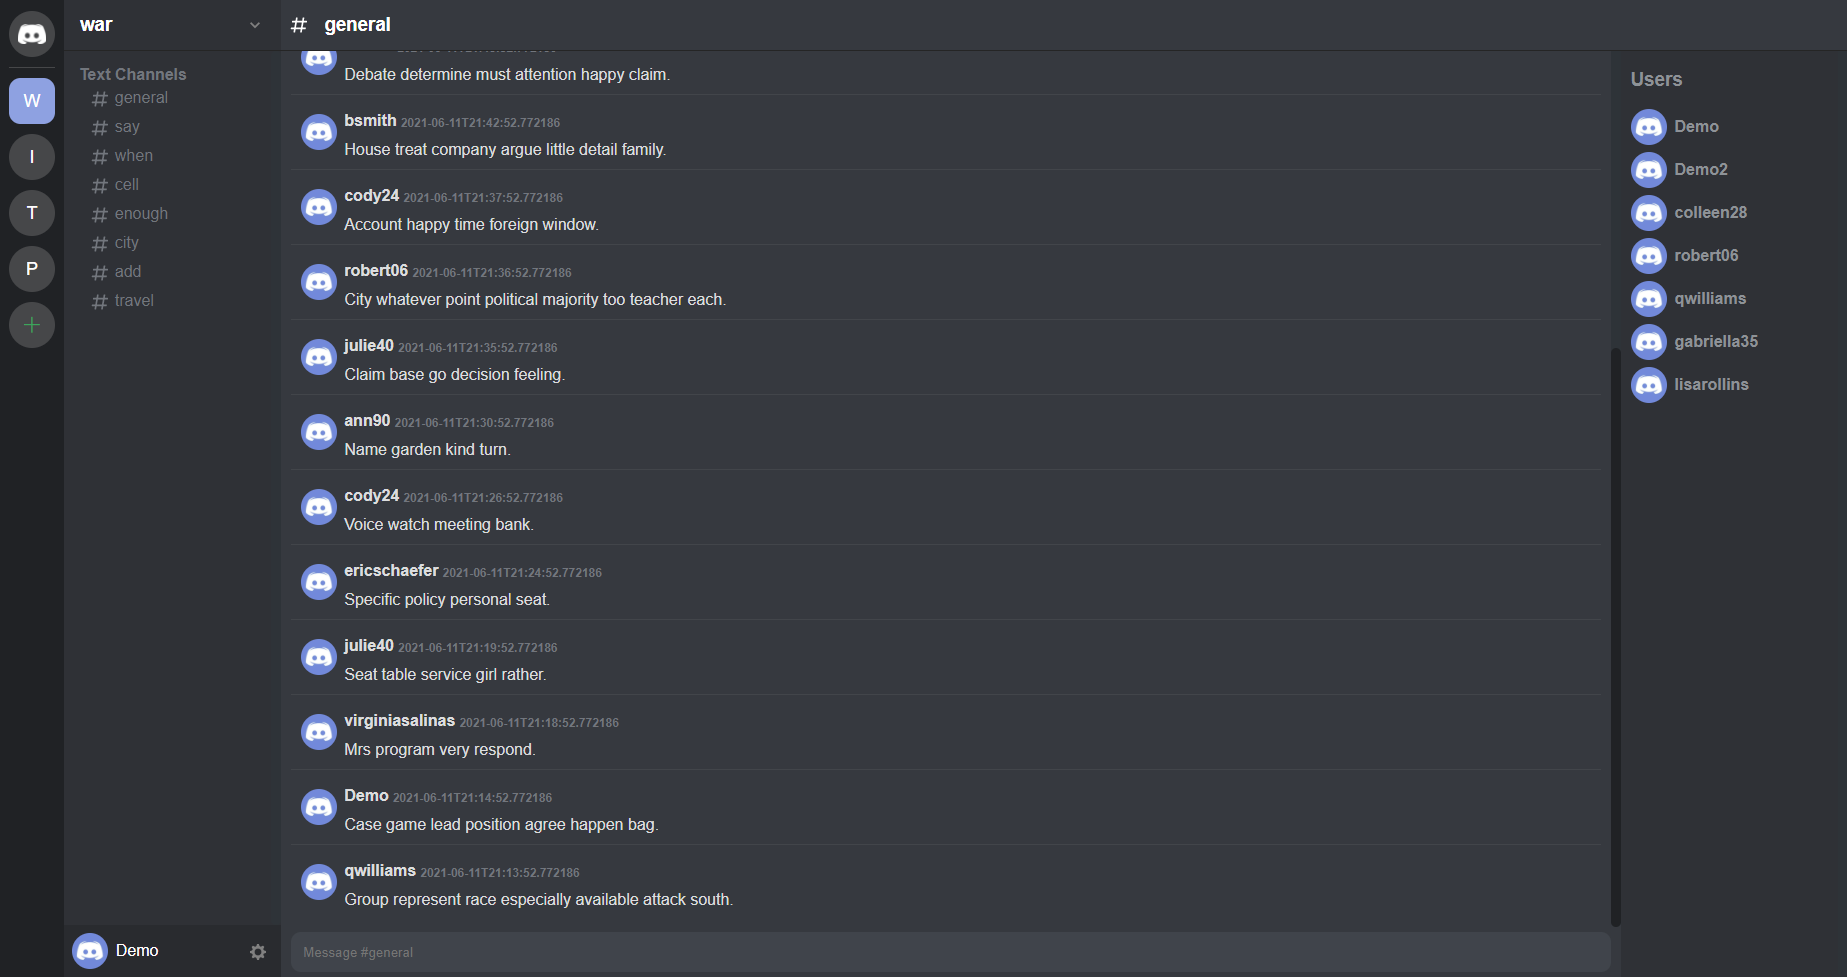 war
# general
W
I
T
P
Text Channels
# general
# say
# when
# cell
# enough
# city
# add
# travel
Demo
Debate determine must attention happy claim.
bsmith 2021-06-11T21:42:52.772186
House treat company argue little detail family.
cody24 2021-06-11T21:37:52.772186
Account happy time foreign window.
robert06 2021-06-11T21:36:52.772186
City whatever point political majority too teacher each.
julie40 2021-06-11T21:35:52.772186
Claim base go decision feeling.
ann90 2021-06-11T21:30:52.772186
Name garden kind turn.
cody24 2021-06-11T21:26:52.772186
Voice watch meeting bank.
ericschaefer 2021-06-11T21:24:52.772186
Specific policy personal seat.
julie40 2021-06-11T21:19:52.772186
Seat table service girl rather.
virginiasalinas 2021-06-11T21:18:52.772186
Mrs program very respond.
Demo 2021-06-11T21:14:52.772186
Case game lead position agree happen bag.
qwilliams 2021-06-11T21:13:52.772186
Group represent race especially available attack south.
Message #general
Users
Demo
Demo2
colleen28
robert06
qwilliams
gabriella35
lisarollins